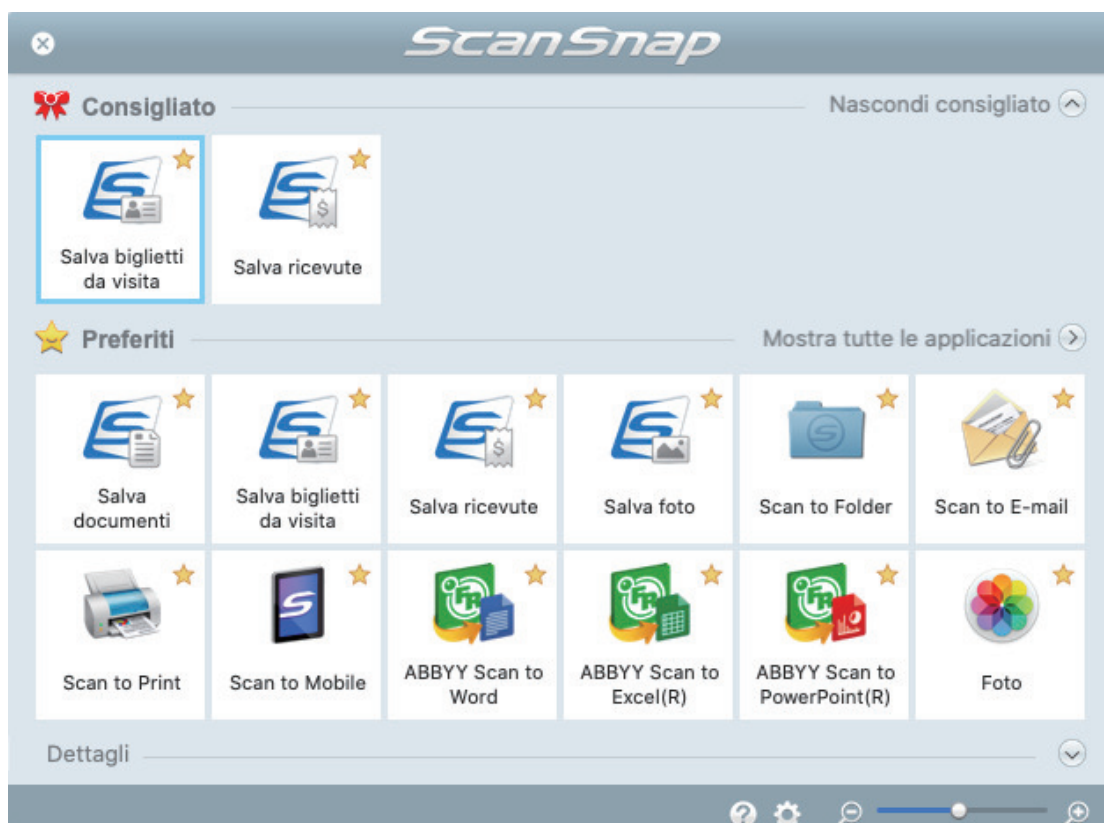 ScanSnap
Consigliato
Nascondi consigliato
Salva biglietti
da visita
Salva ricevute
Preferiti
Mostra tutte le applicazioni
Salva
documenti
Salva biglietti
da visita
Salva ricevute
Salva foto
Scan to Folder
Scan to E-mail
Scan to Print
Scan to Mobile
ABBYY Scan to
Word
ABBYY Scan to
Excel(R)
ABBYY Scan to
PowerPoint(R)
Foto
Dettagli